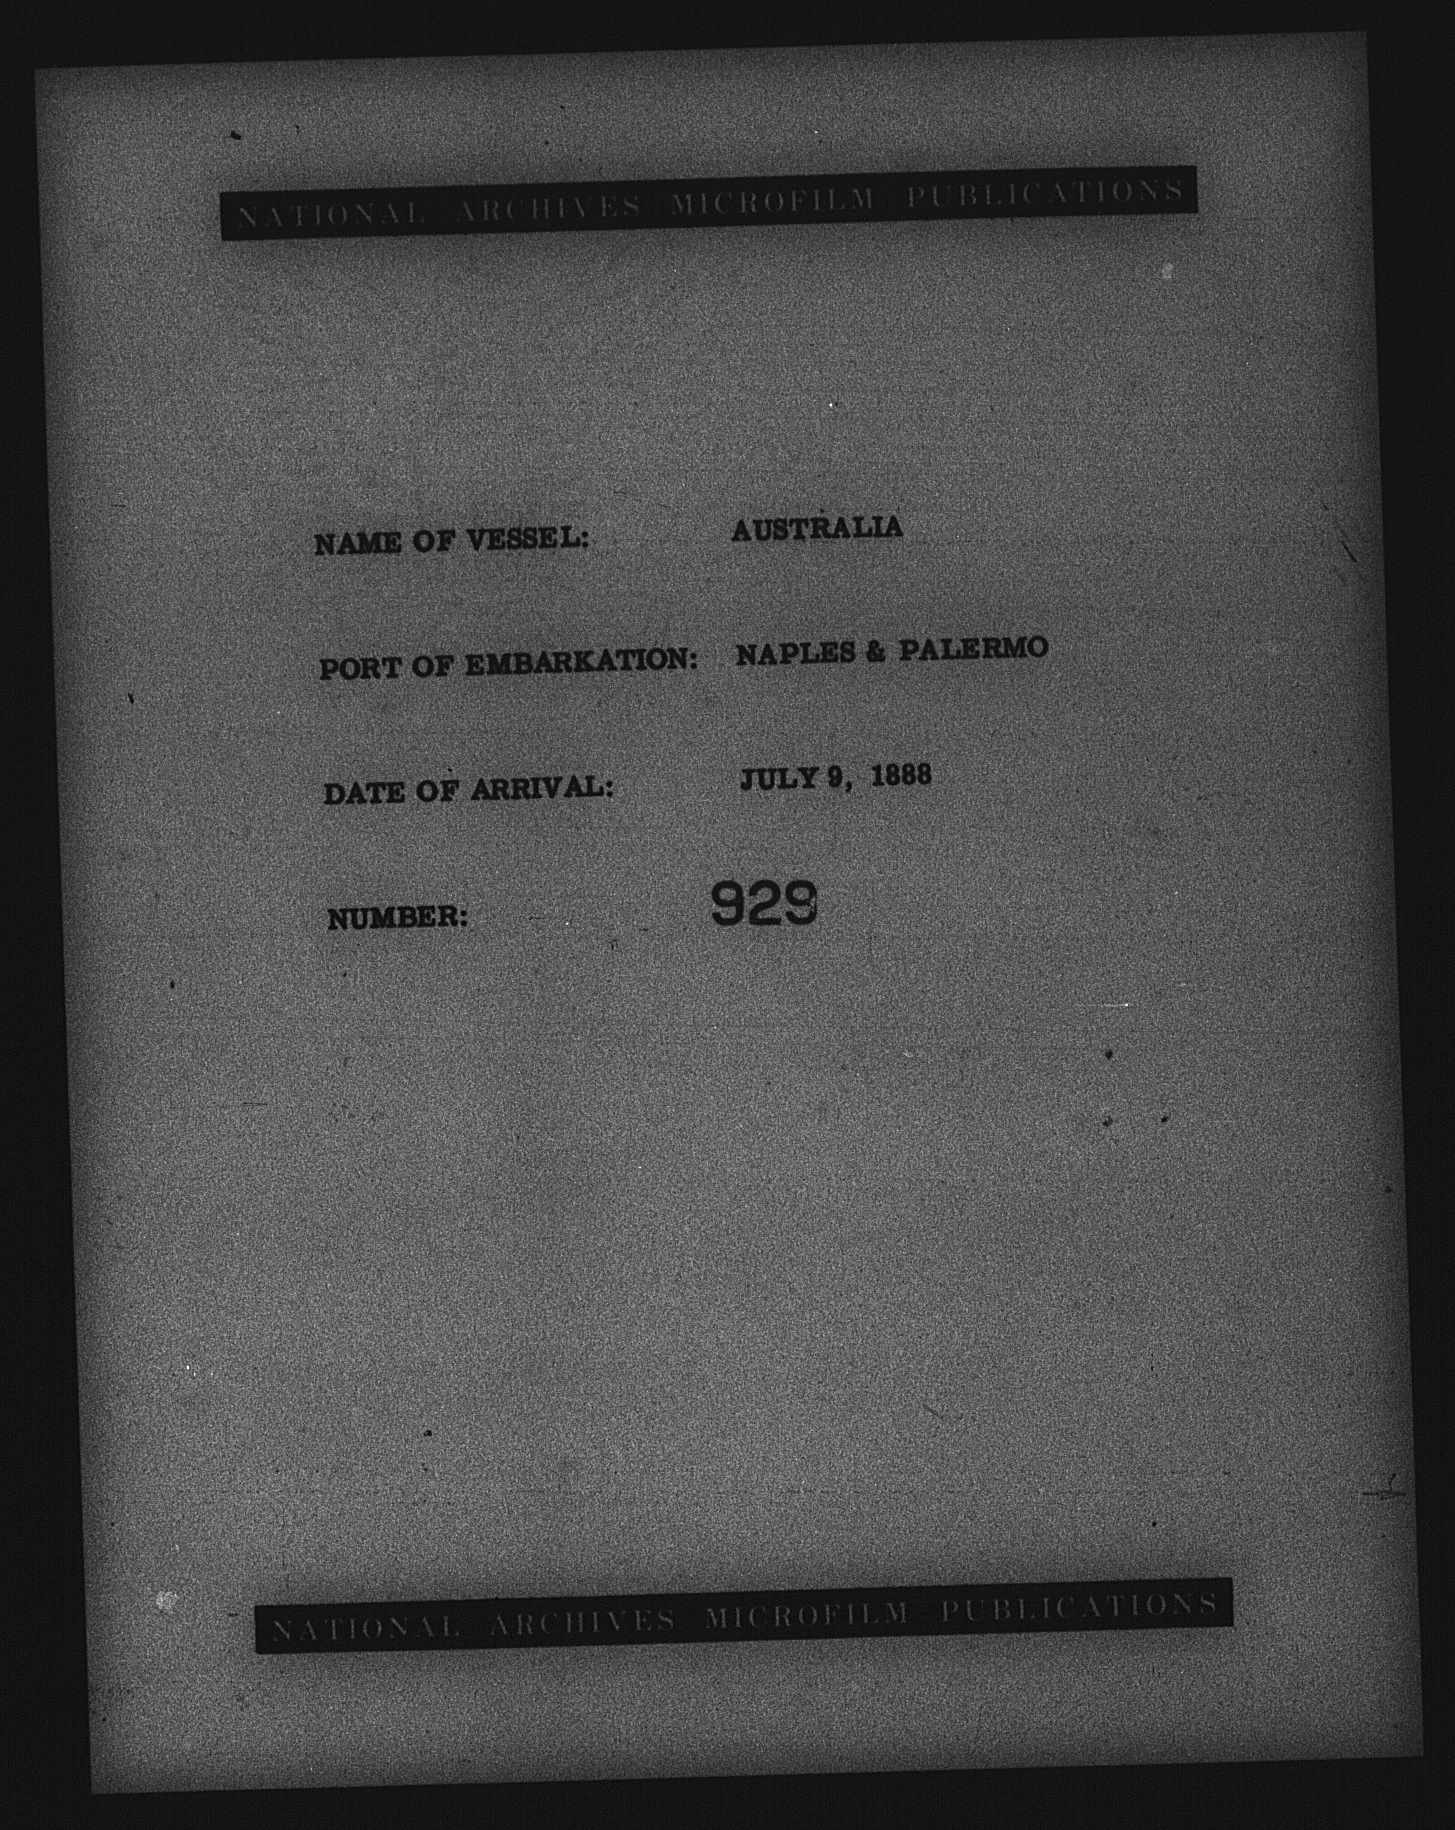 NATIONAL ARCHIVES MICROFILM PUBLICATIONS
NAME OF VESSEL: AUSTRALIA
PORT OF EMBARKATION: NAPLES & PALERMO
DATE OF ARRIVAL: JULY 9, 1888
NUMBER: 929
NATIONAL ARCHIVES MICROFILM PUBLICATIONS